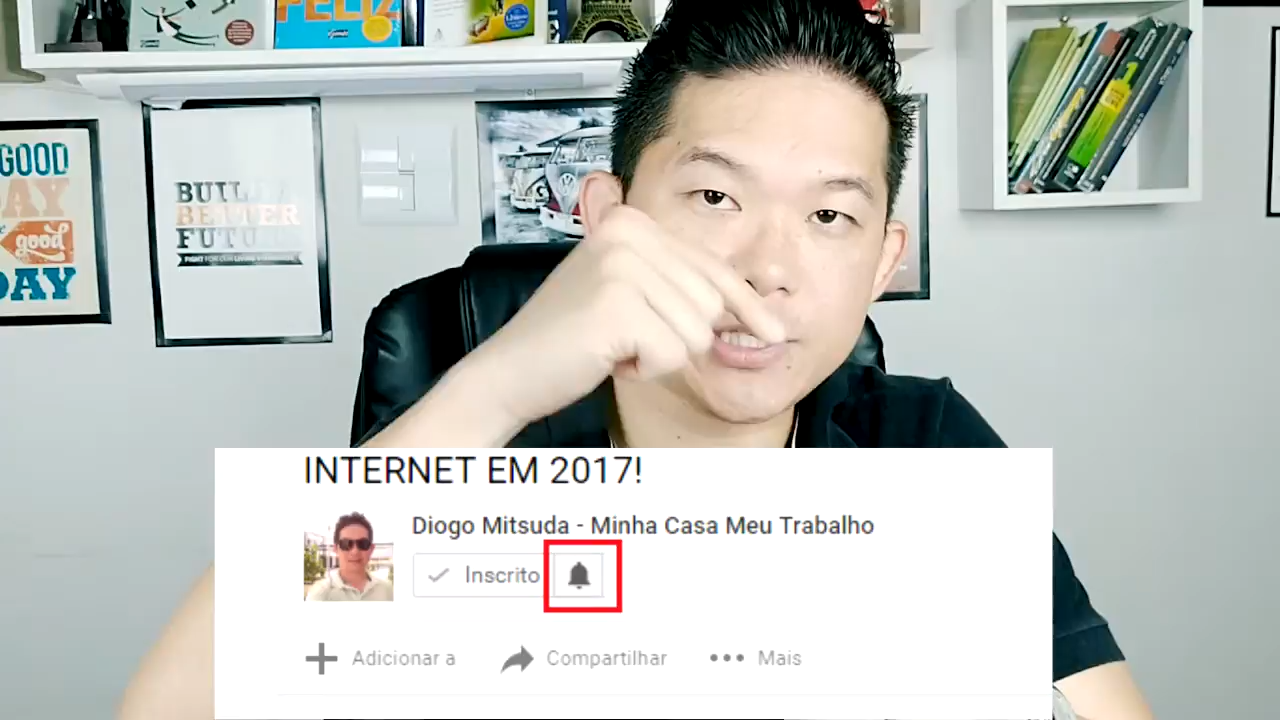 FELIZ
GOOD
DAY
good
DAY
BUILD A
BETTER
FUTURE
INTERNET EM 2017!
Diogo Mitsuda - Minha Casa Meu Trabalho
Inscrito
Adicionar a
Compartilhar
Mais